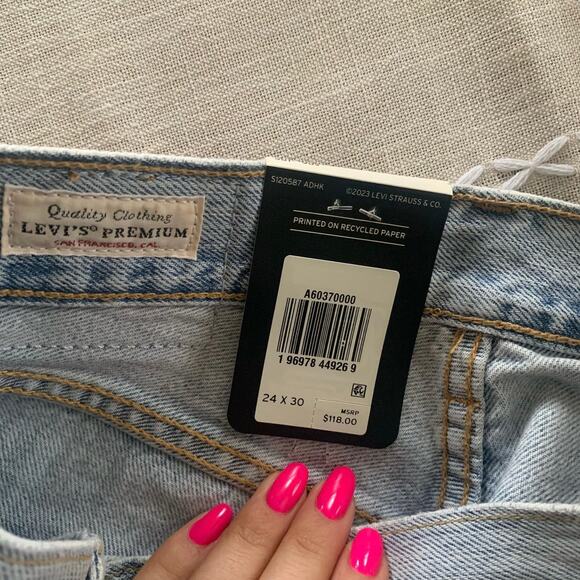 Quality Clothing
LEVI'S® PREMIUM
SAN FRANCISCO, CAL.
S120587 ADHK ©2023 LEVI STRAUSS & CO.
PRINTED ON RECYCLED PAPER
A60370000
1 96978 44926 9
24 X 30
MSRP
$118.00